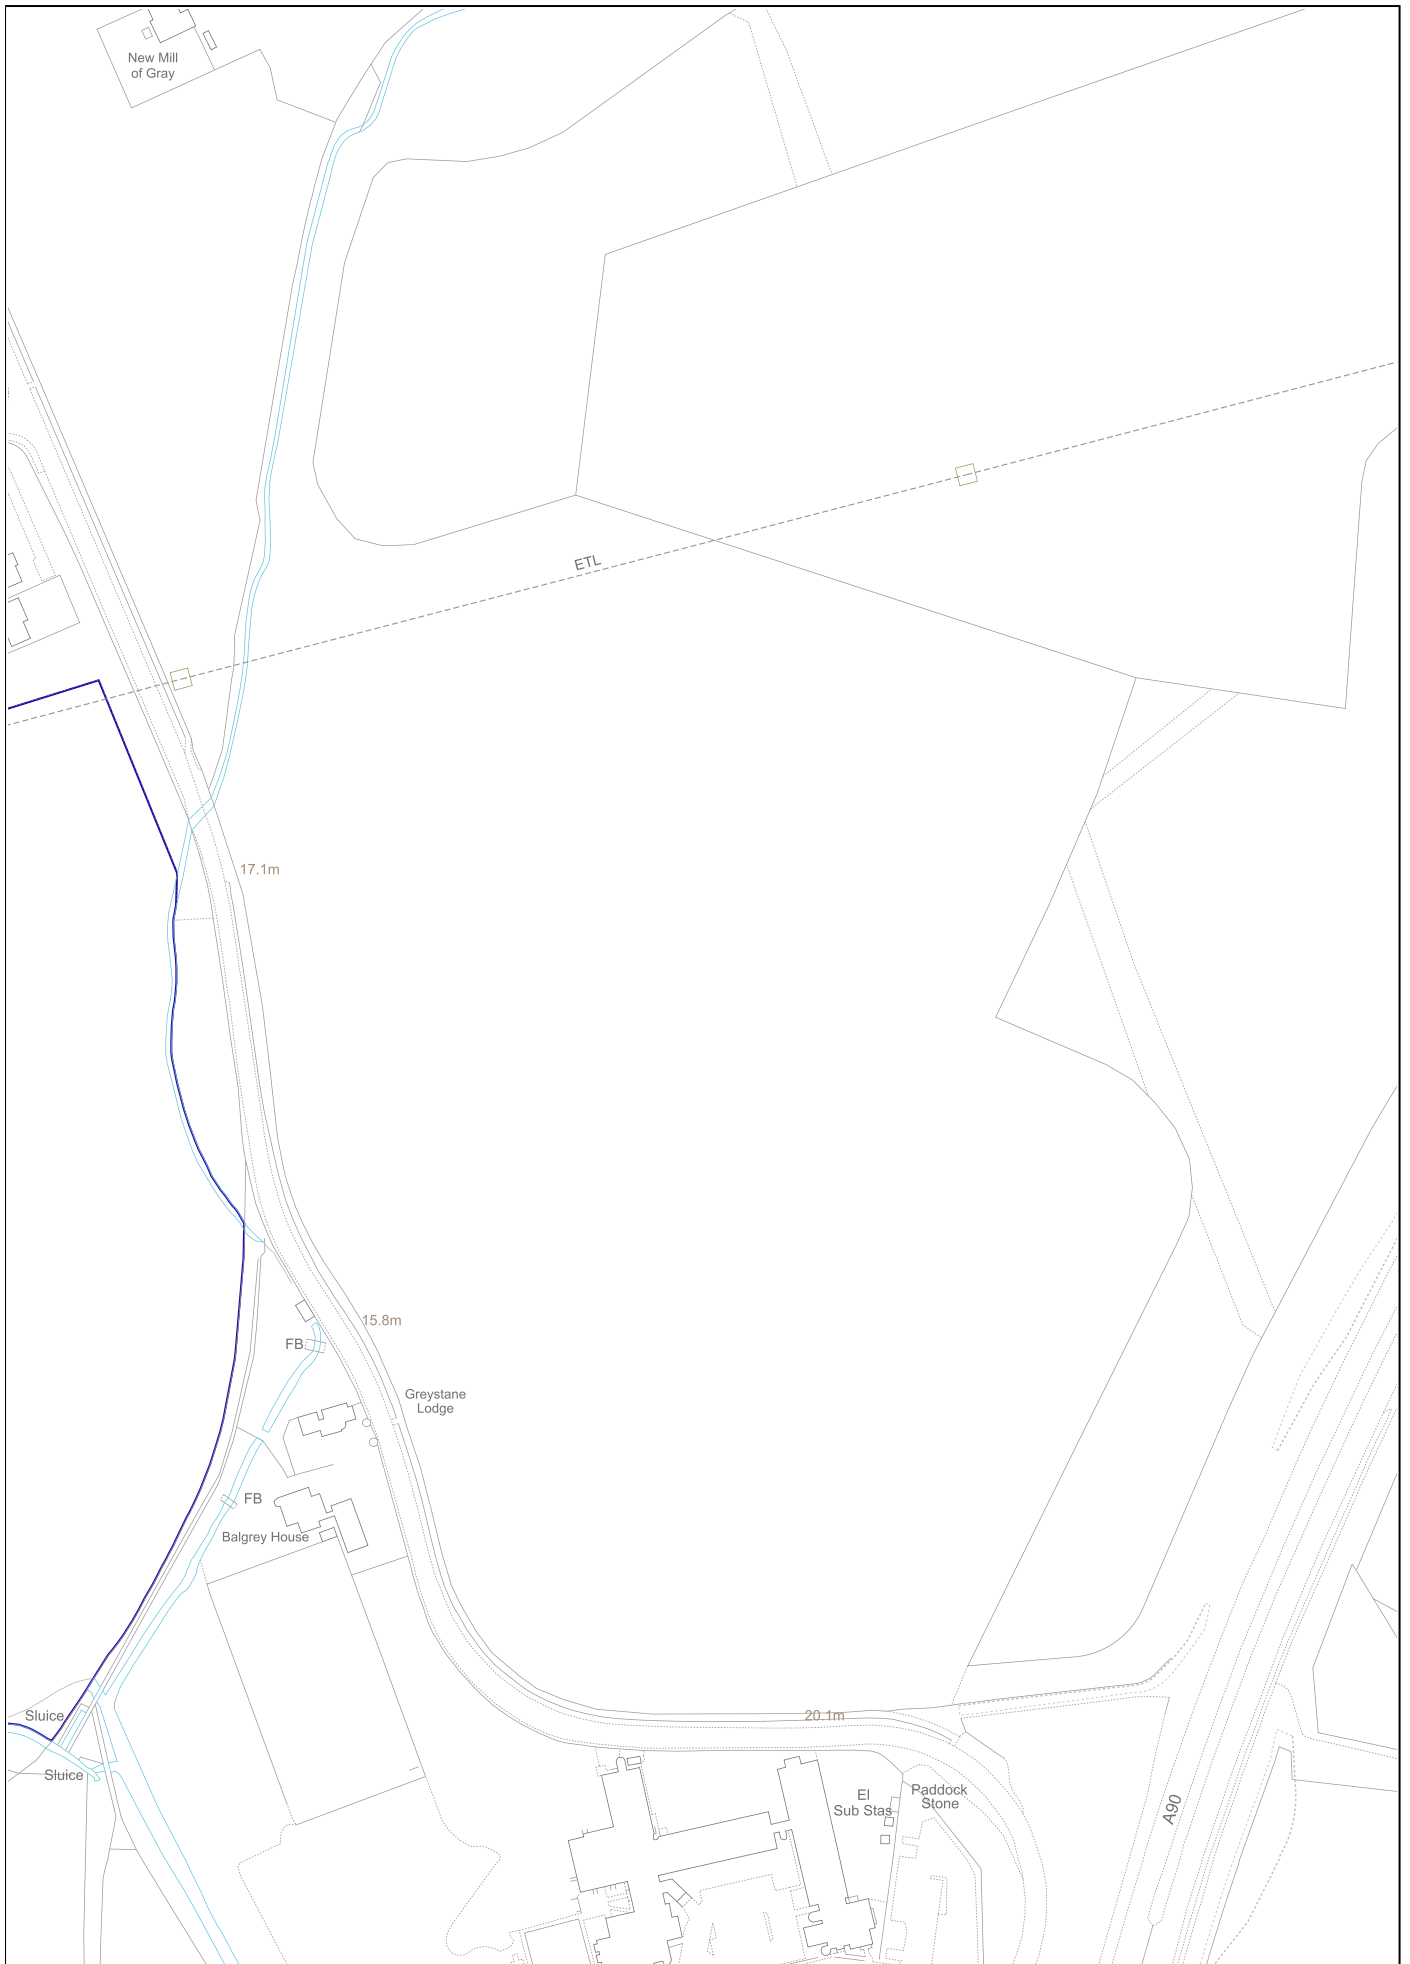 New Mill
of Gray
ETL
17.1m
15.8m
FB
Greystane
Lodge
FB
Balgrey House
Sluice
20.1m
Sluice
El
Sub Stas
Paddock
Stone
A90